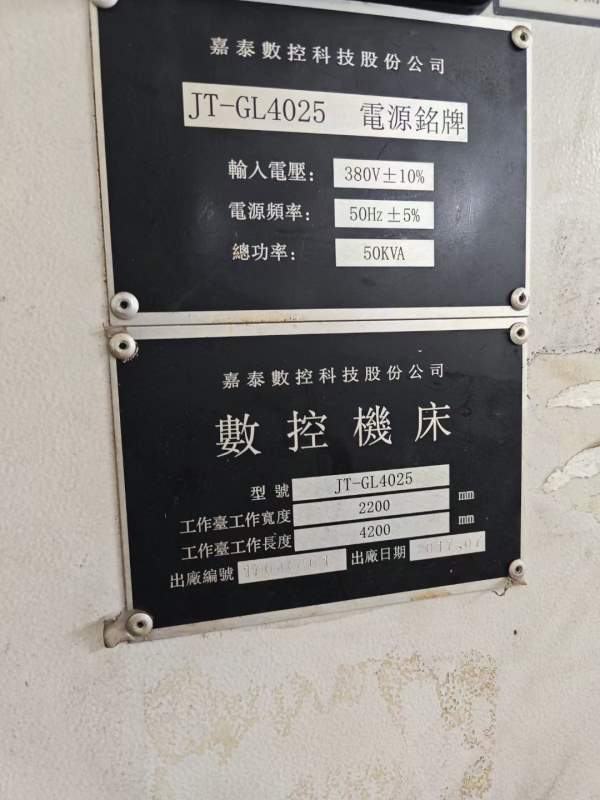 嘉泰數控科技股份公司
JT-GL4025 電源銘牌
輸入電壓: 380V±10%
電源頻率: 50Hz±5%
總功率: 50KVA
嘉泰數控科技股份公司
數控機床
型號 JT-GL4025
工作臺工作寬度 2200 mm
工作臺工作長度 4200 mm
出廠編號 出廠日期 2017.07